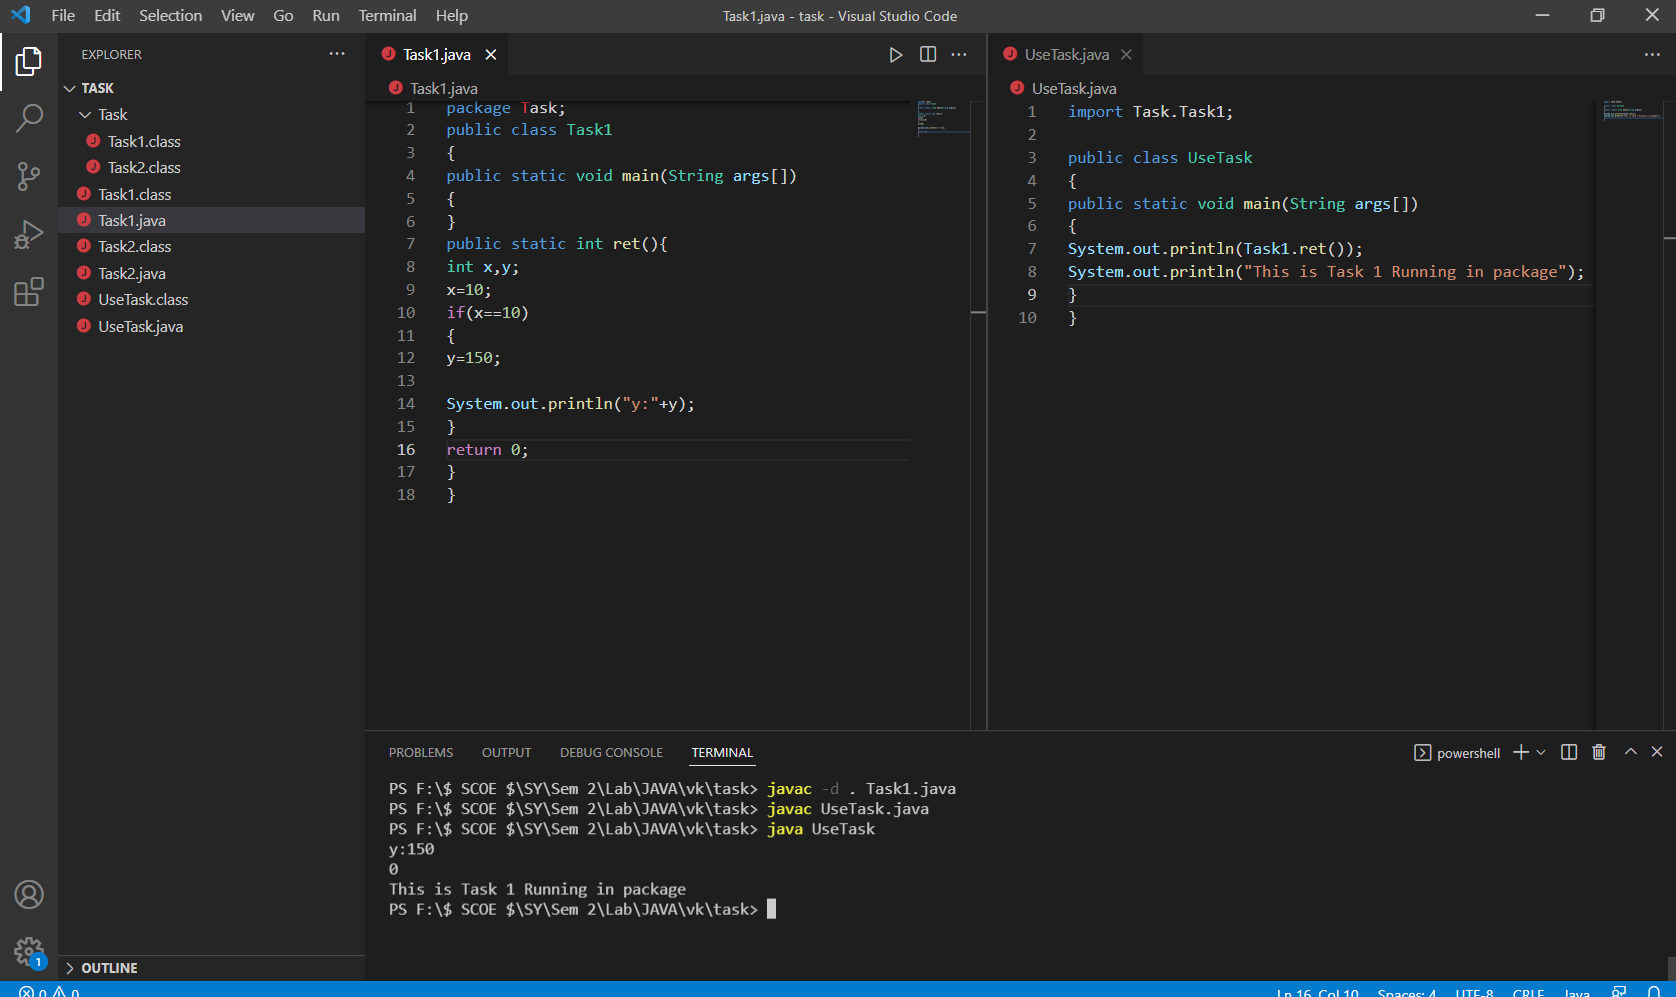 File Edit Selection View Go Run Terminal Help
Task1.java - task - Visual Studio Code
EXPLORER
TASK
Task
Task1.class
Task2.class
Task1.class
Task1.java
Task2.class
Task2.java
UseTask.class
UseTask.java
OUTLINE
1
Task1.java
Task1.java
1 package Task;
2 public class Task1
3 {
4 public static void main(String args[])
5 {
6 }
7 public static int ret(){
8 int x,y;
9 x=10;
10 if(x==10)
11 {
12 y=150;
13
14 System.out.println("y:"+y);
15 }
16 return 0;
17 }
18 }
UseTask.java
UseTask.java
1 import Task.Task1;
2
3 public class UseTask
4 {
5 public static void main(String args[])
6 {
7 System.out.println(Task1.ret());
8 System.out.println("This is Task 1 Running in package");
9 }
10 }
PROBLEMS OUTPUT DEBUG CONSOLE TERMINAL
powershell
PS F:\$ SCOE $\SY\Sem 2\Lab\JAVA\vk\task> javac -d . Task1.java
PS F:\$ SCOE $\SY\Sem 2\Lab\JAVA\vk\task> javac UseTask.java
PS F:\$ SCOE $\SY\Sem 2\Lab\JAVA\vk\task> java UseTask
y:150
0
This is Task 1 Running in package
PS F:\$ SCOE $\SY\Sem 2\Lab\JAVA\vk\task>
0 0 Ln 16, Col 10 Spaces: 4 UTF-8 CRLF Java